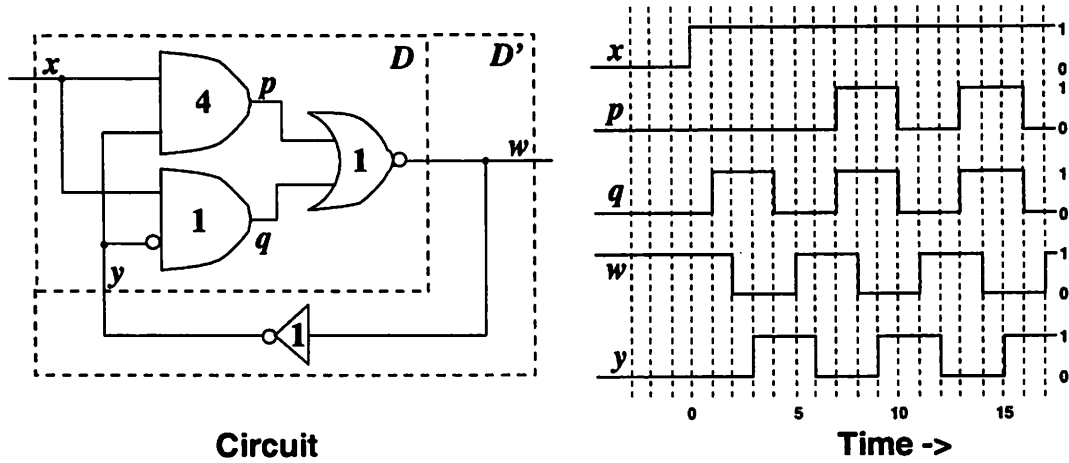 D D'
x
4
p
1
w
1
q
y
1
Circuit
x 1 0
p 1 0
q 1 0
w 1 0
y 1 0
0 5 10 15
Time ->